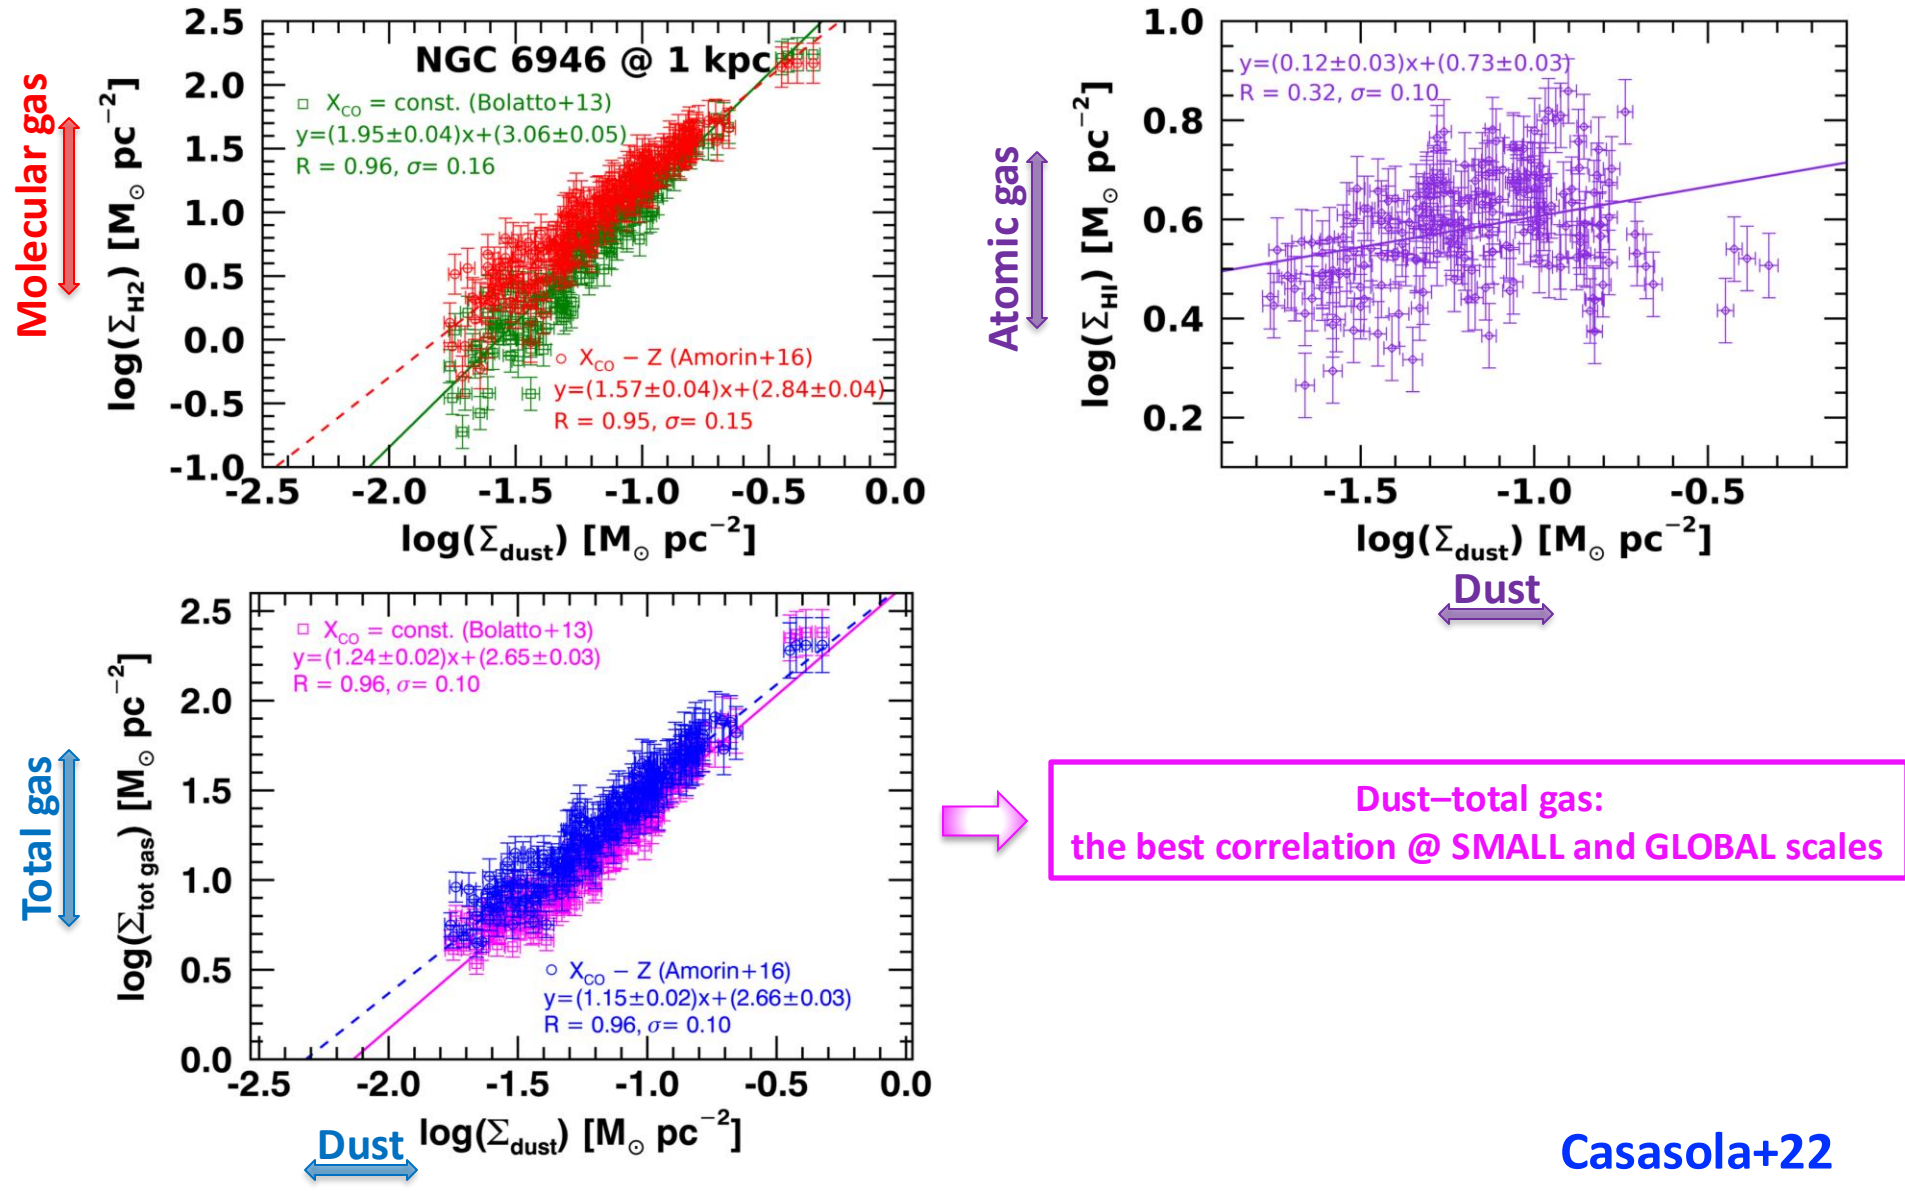 Molecular gas
log(Σ_H2) [M_⊙ pc^−2]
2.5
2.0
1.5
1.0
0.5
0.0
-0.5
-1.0
NGC 6946 @ 1 kpc
X_CO = const. (Bolatto+13)
y=(1.95±0.04)x+(3.06±0.05)
R = 0.96, σ= 0.16
X_CO − Z (Amorin+16)
y=(1.57±0.04)x+(2.84±0.04)
R = 0.95, σ= 0.15
-2.5 -2.0 -1.5 -1.0 -0.5 0.0
log(Σ_dust) [M_⊙ pc^−2]
Atomic gas
log(Σ_HI) [M_⊙ pc^−2]
1.0
0.8
0.6
0.4
0.2
y=(0.12±0.03)x+(0.73±0.03)
R = 0.32, σ= 0.10
-1.5 -1.0 -0.5
log(Σ_dust) [M_⊙ pc^−2]
Dust
Total gas
log(Σ_tot gas) [M_⊙ pc^−2]
2.5
2.0
1.5
1.0
0.5
0.0
X_CO = const. (Bolatto+13)
y=(1.24±0.02)x+(2.65±0.03)
R = 0.96, σ= 0.10
X_CO − Z (Amorin+16)
y=(1.15±0.02)x+(2.66±0.03)
R = 0.96, σ= 0.10
-2.5 -2.0 -1.5 -1.0 -0.5 0.0
Dust
log(Σ_dust) [M_⊙ pc^−2]
Dust–total gas:
the best correlation @ SMALL and GLOBAL scales
Casasola+22